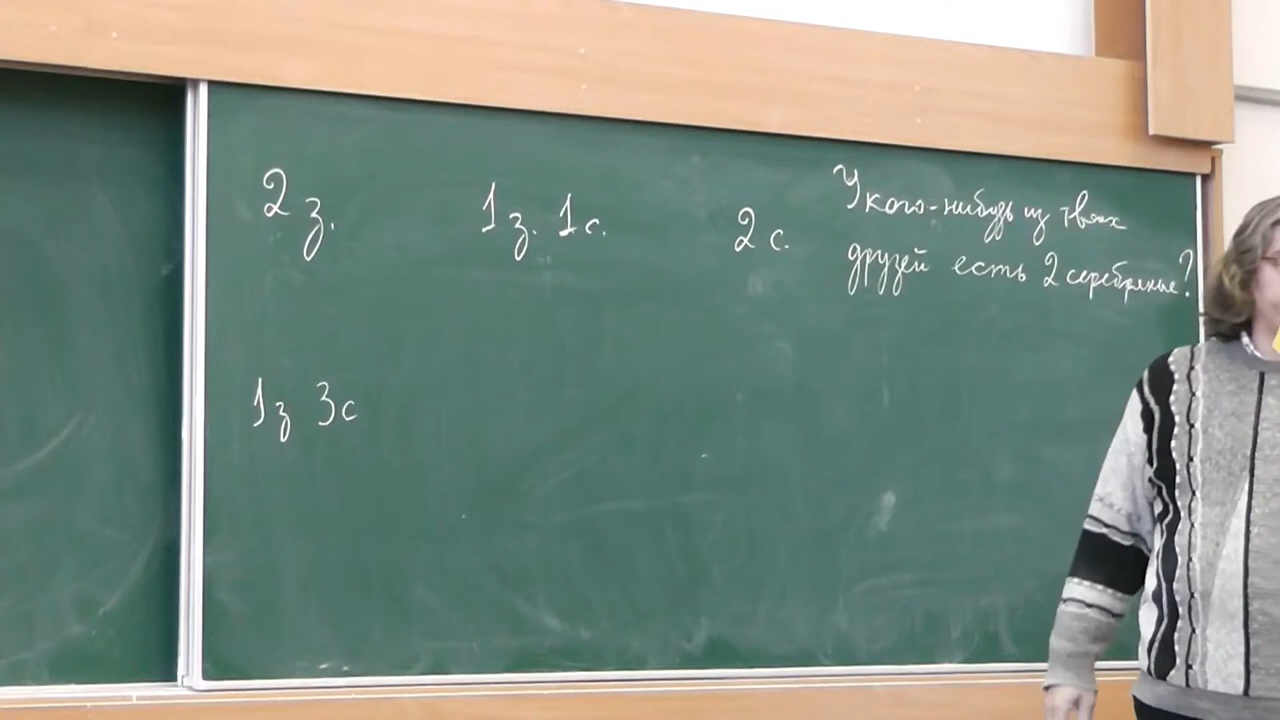 2 з.
1 з. 1 с.
2 с.
У кого-нибудь из твоих
друзей есть 2 серебряные?
1 з 3 с